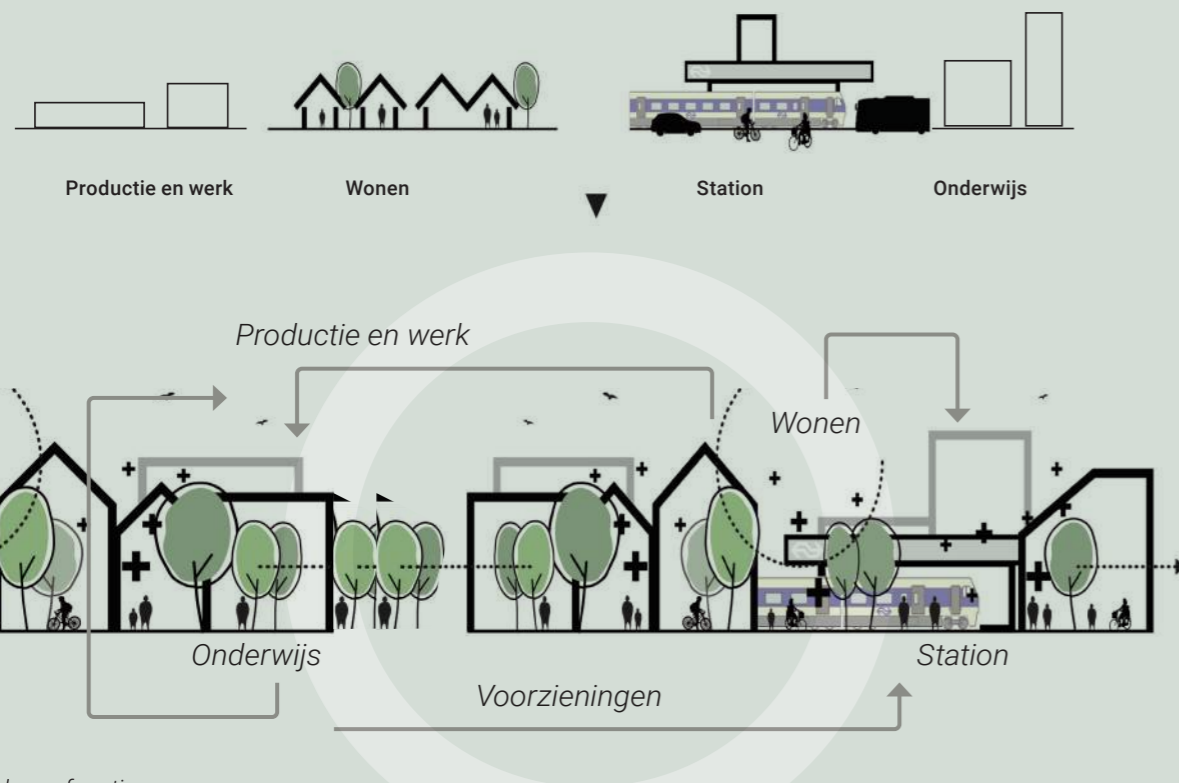 Productie en werk
Wonen
Station
Onderwijs
Productie en werk
Wonen
Onderwijs
Station
Voorzieningen